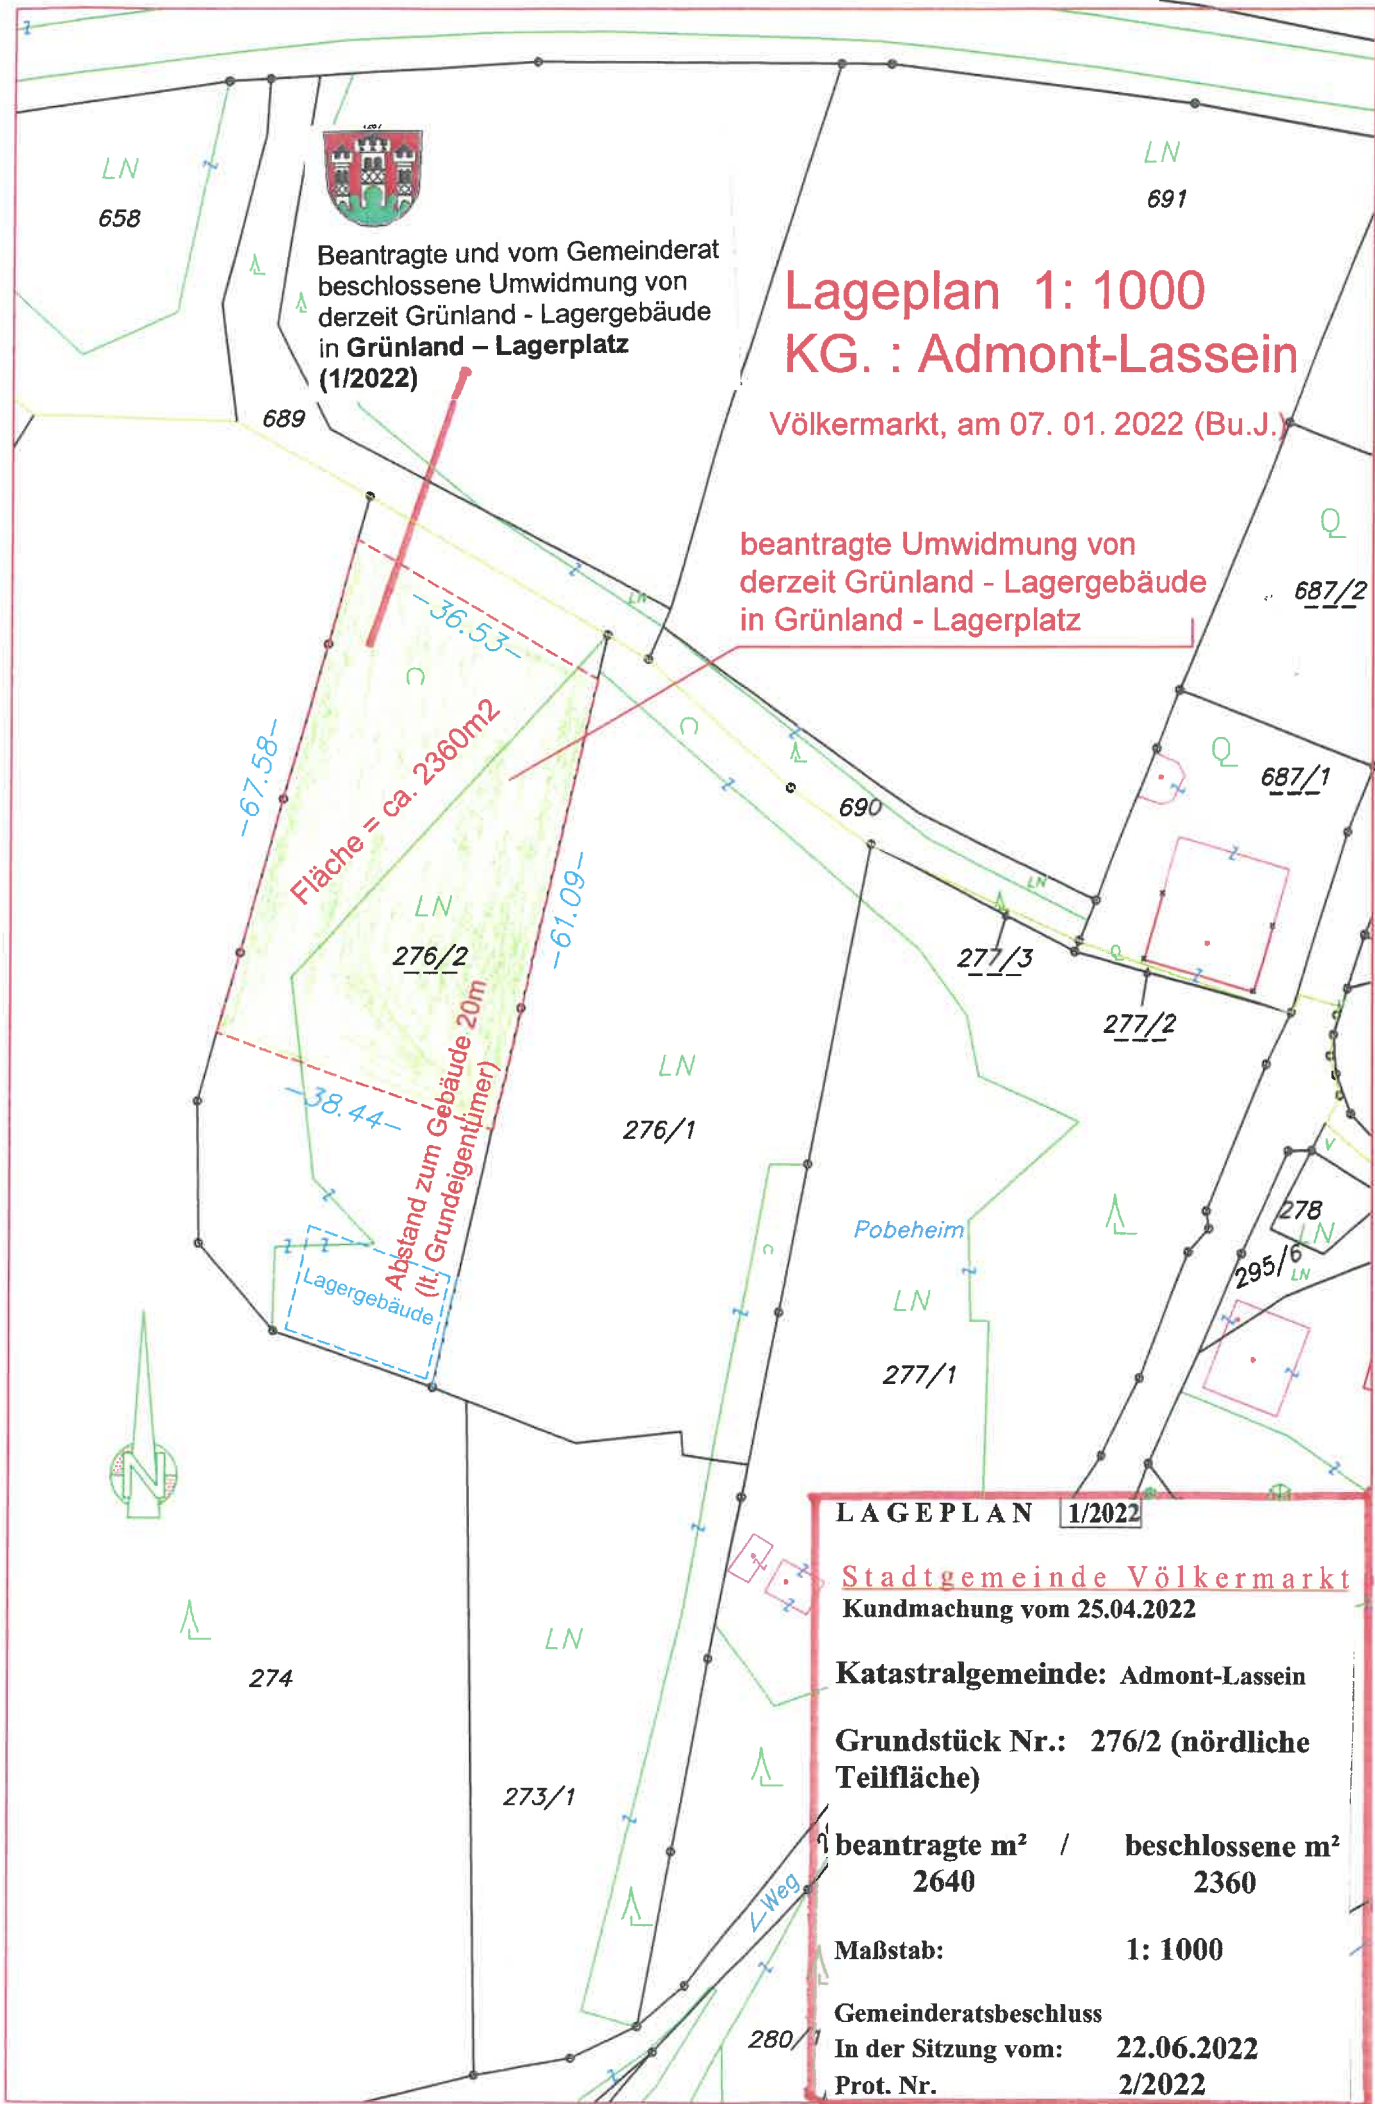 LN
658
LN
691
Beantragte und vom Gemeinderat
beschlossene Umwidmung von
derzeit Grünland - Lagergebäude
in Grünland – Lagerplatz
(1/2022)
Lageplan 1: 1000
KG. : Admont-Lassein
Völkermarkt, am 07. 01. 2022 (Bu.J.)
689
beantragte Umwidmung von
derzeit Grünland - Lagergebäude
in Grünland - Lagerplatz
687/2
LN
-36.53-
-67.58-
Fläche = ca. 2360m2
687/1
690
LN
-61.09-
LN
276/2
277/3
277/2
Abstand zum Gebäude 20m
(lt. Grundeigentümer)
-38.44-
LN
276/1
Pobeheim
278
LN
295/6
LN
Lagergebäude
LN
277/1
N
LN
274
273/1
Weg
280/1
LAGEPLAN 1/2022
Stadtgemeinde Völkermarkt
Kundmachung vom 25.04.2022
Katastralgemeinde: Admont-Lassein
Grundstück Nr.: 276/2 (nördliche
Teilfläche)
beantragte m² / beschlossene m²
2640 2360
Maßstab: 1: 1000
Gemeinderatsbeschluss
In der Sitzung vom: 22.06.2022
Prot. Nr. 2/2022